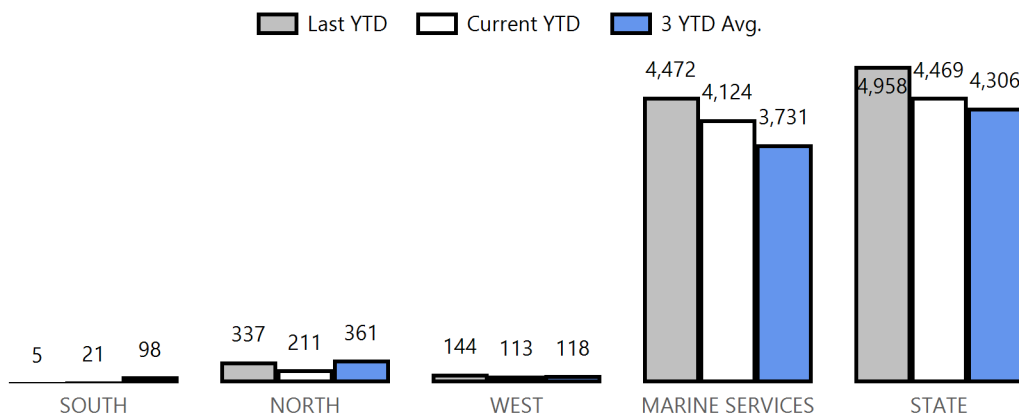 Last YTD Current YTD 3 YTD Avg.
4,472 4,124 3,731
4,958 4,469 4,306
5 21 98
337 211 361
144 113 118
SOUTH NORTH WEST MARINE SERVICES STATE